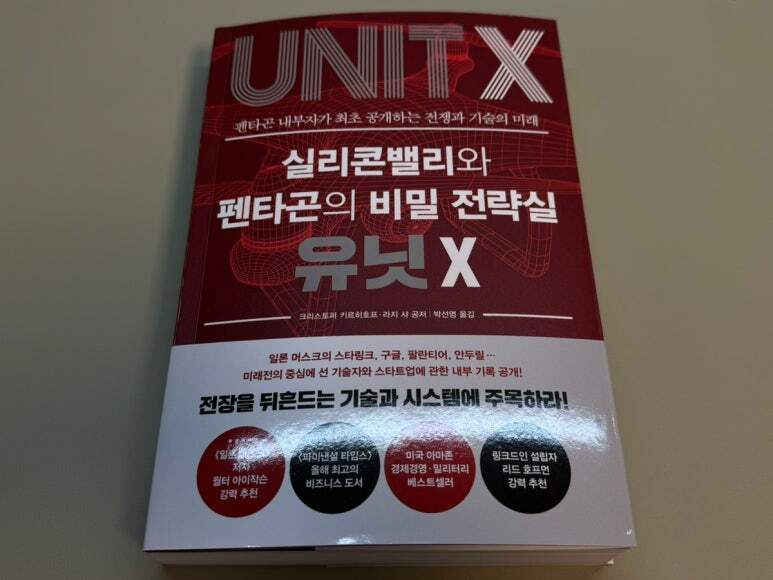 UNIT X
펜타곤 내부자가 최초 공개하는 전쟁과 기술의 미래
실리콘밸리와
펜타곤의 비밀 전략실
유닛 X
크리스토퍼 키르히호프·라지 샤 공저 | 박선영 옮김
일론 머스크의 스타링크, 구글, 팔란티어, 안두릴…
미래전의 중심에 선 기술자와 스타트업에 관한 내부 기록 공개!
전장을 뒤흔드는 기술과 시스템에 주목하라!
저자
월터 아이작슨
강력 추천
《파이낸셜 타임스》
올해 최고의
비즈니스 도서
미국 아마존
경제경영·밀리터리
베스트셀러
링크드인 설립자
리드 호프먼
강력 추천